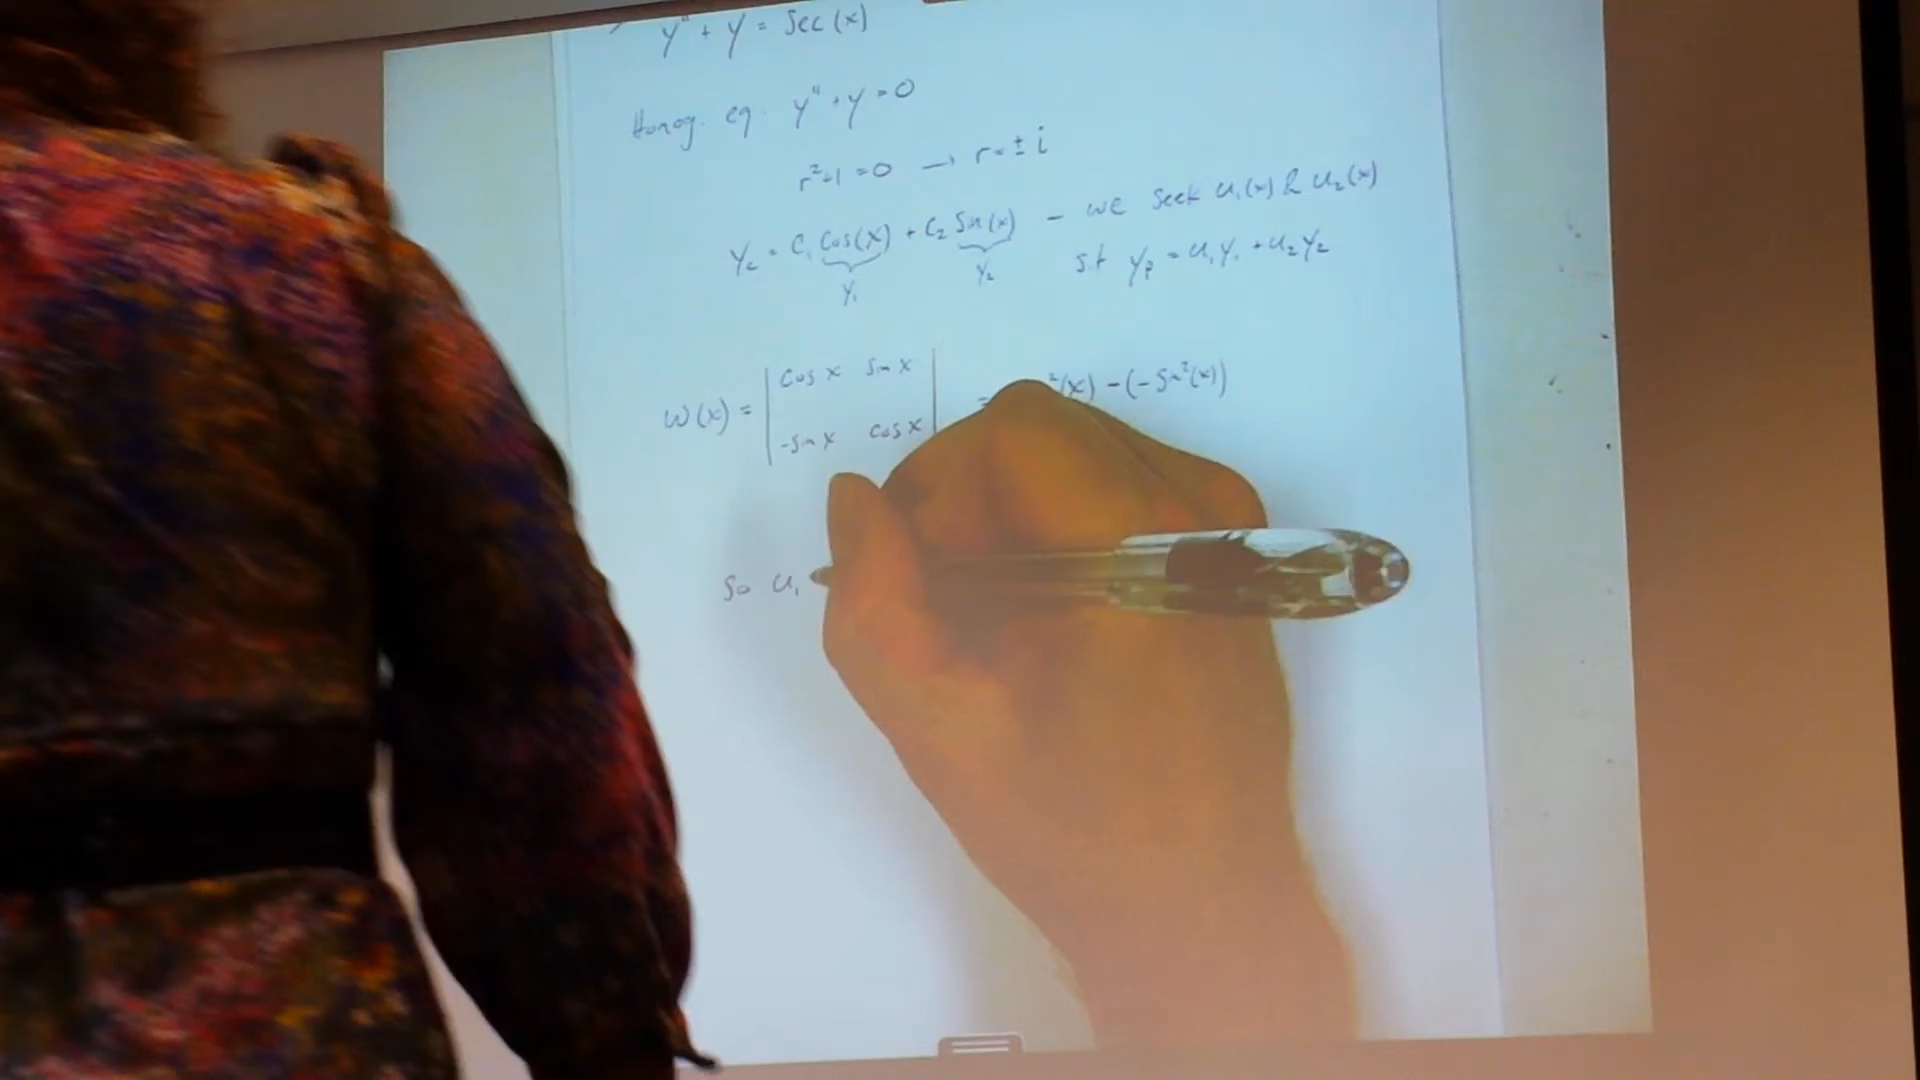 y" + y = Sec(x)
Homog. eq. y" + y = 0
r²+1 = 0 → r = ± i
y_c = C₁ Cos(x) + C₂ Sin(x) - we seek u₁(x) & u₂(x)
y₁ y₂ s.t y_p = u₁y₁ + u₂y₂
W(x) = | cos x sin x | = ²(x) - (-Sin²(x))
-sin x cos x
So u₁